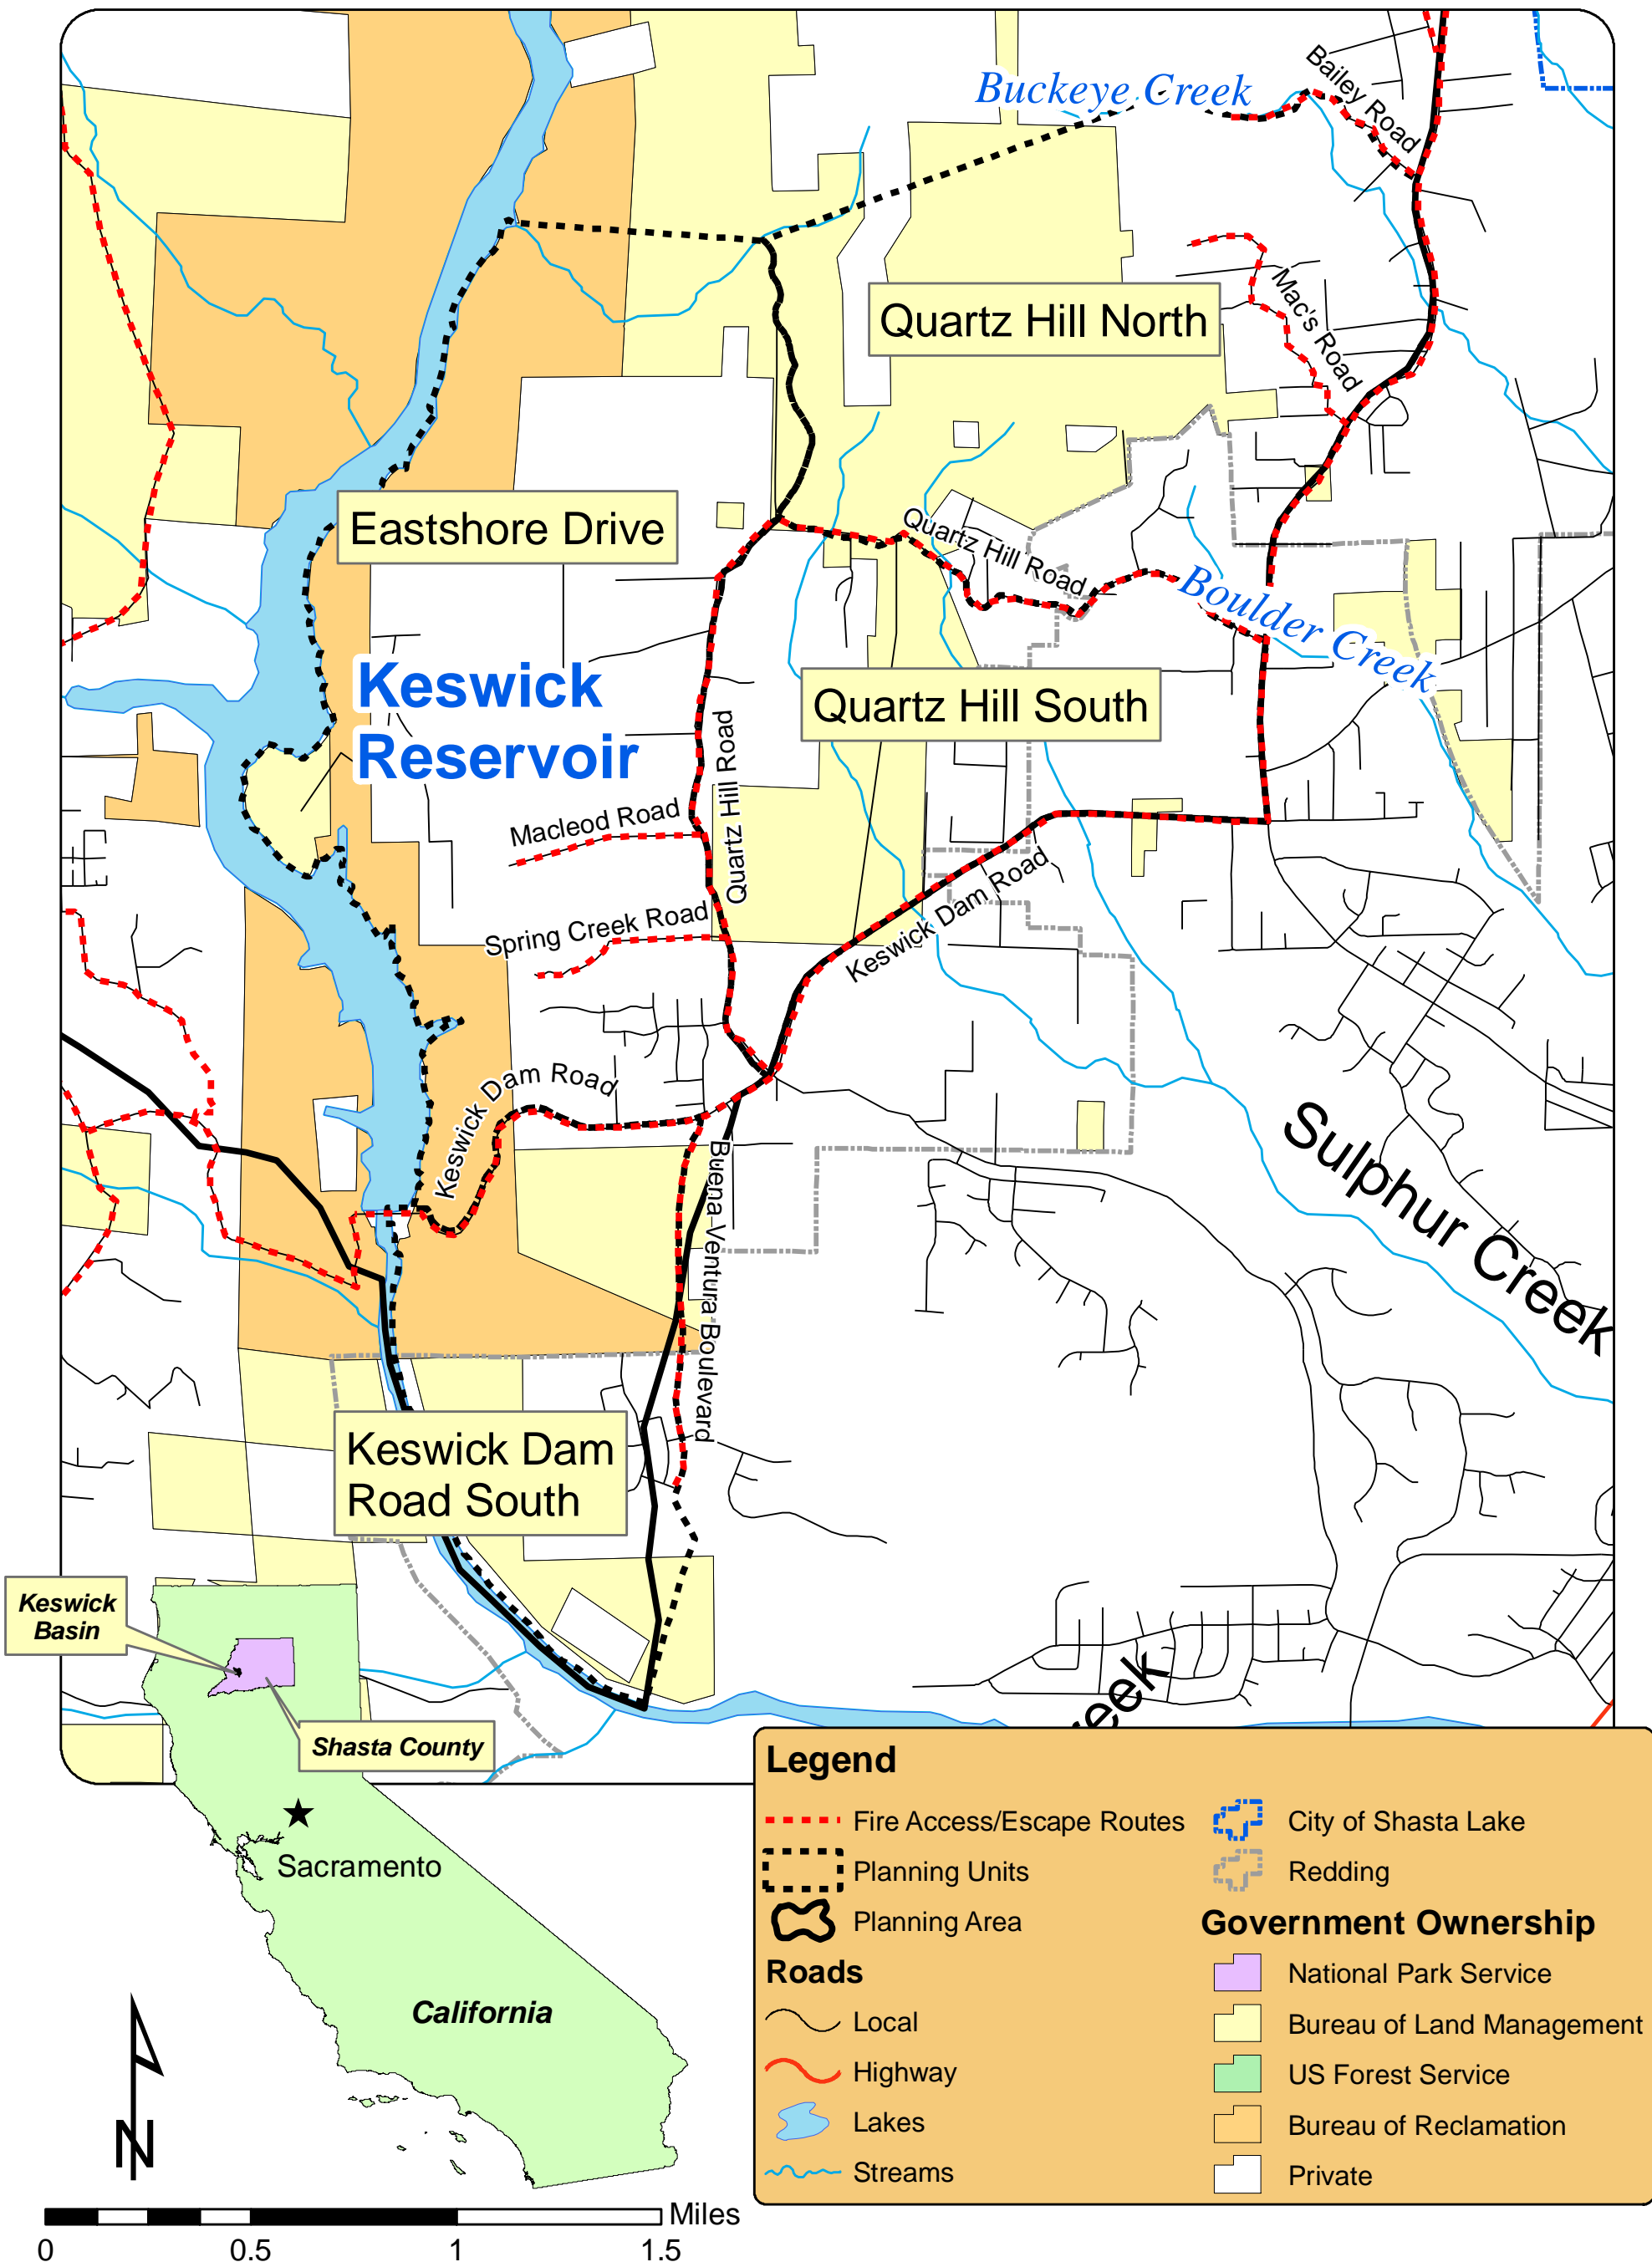 Buckeye Creek
Bailey Road
Mac's Road
Quartz Hill North
Eastshore Drive
Quartz Hill Road
Boulder Creek
Keswick
Reservoir
Quartz Hill South
Quartz Hill Road
Macleod Road
Spring Creek Road
Keswick Dam Road
Keswick Dam Road
Buena Ventura Boulevard
Sulphur Creek
Keswick Dam
Road South
Keswick
Basin
Shasta County
Sacramento
California
N
Miles
0
0.5
1
1.5
eek
Legend
Fire Access/Escape Routes
Planning Units
Planning Area
Roads
Local
Highway
Lakes
Streams
City of Shasta Lake
Redding
Government Ownership
National Park Service
Bureau of Land Management
US Forest Service
Bureau of Reclamation
Private